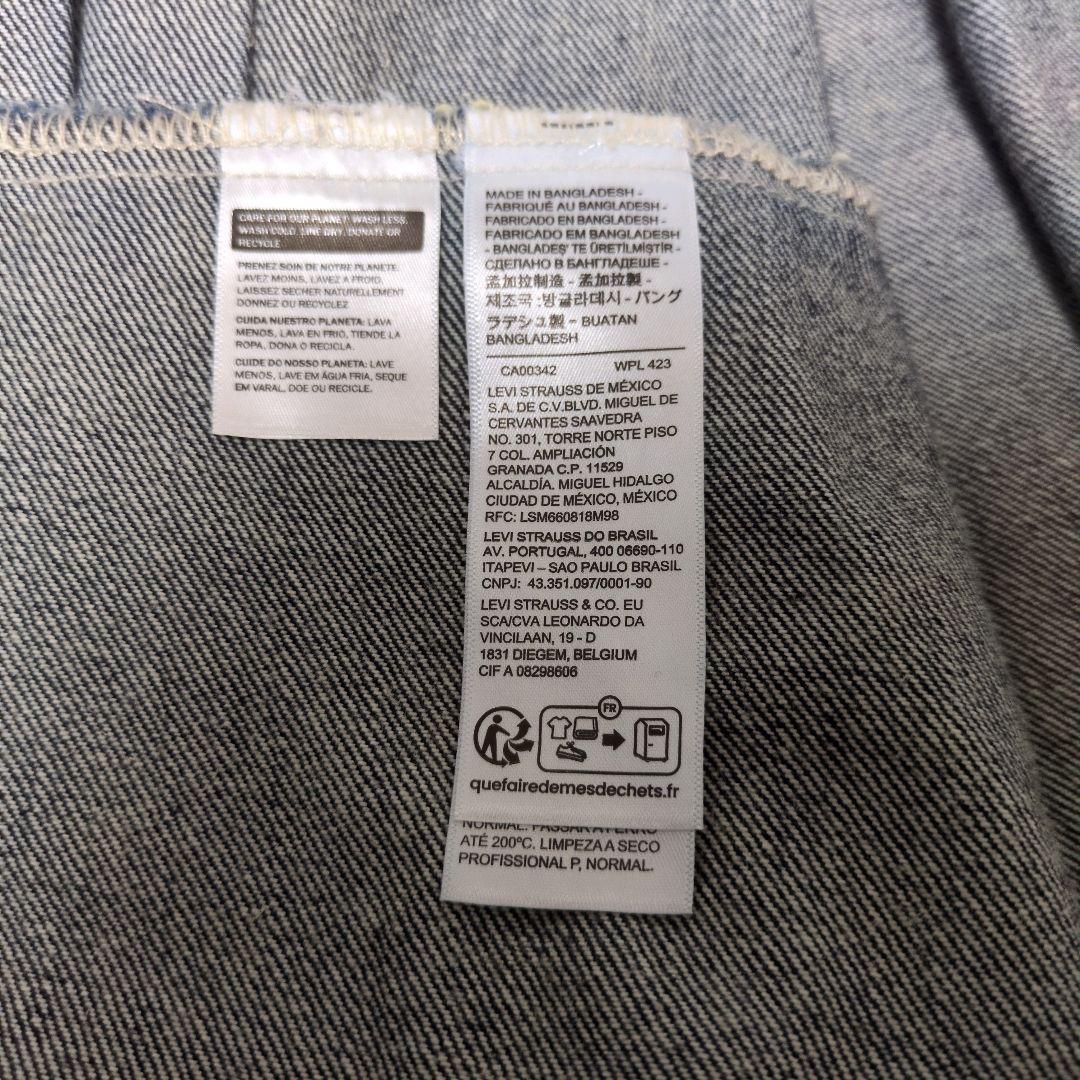 CARE FOR OUR PLANET: WASH LESS,
WASH COLD, LINE DRY, DONATE OR
RECYCLE
PRENEZ SOIN DE NOTRE PLANETE:
LAVEZ MOINS, LAVEZ A FROID,
LAISSEZ SECHER NATURELLEMENT
DONNEZ OU RECYCLEZ
CUIDA NUESTRO PLANETA: LAVA
MENOS, LAVA EN FRIO, TIENDE LA
ROPA, DONA O RECICLA.
CUIDE DO NOSSO PLANETA: LAVE
MENOS, LAVE EM ÁGUA FRIA, SEQUE
EM VARAL, DOE OU RECICLE.
MADE IN BANGLADESH -
FABRIQUÉ AU BANGLADESH -
FABRICADO EN BANGLADESH -
FABRICADO EM BANGLADESH
- BANGLADEŞ' TE ÜRETİLMİŞTİR -
СДЕЛАНО В БАНГЛАДЕШЕ -
孟加拉制造 - 孟加拉製 -
제조국 :방글라데시 - バング
ラデシュ製 - BUATAN
BANGLADESH
CA00342 WPL 423
LEVI STRAUSS DE MÉXICO
S.A. DE C.V.BLVD. MIGUEL DE
CERVANTES SAAVEDRA
NO. 301, TORRE NORTE PISO
7 COL. AMPLIACIÓN
GRANADA C.P. 11529
ALCALDÍA. MIGUEL HIDALGO
CIUDAD DE MÉXICO, MÉXICO
RFC: LSM660818M98
LEVI STRAUSS DO BRASIL
AV. PORTUGAL, 400 06690-110
ITAPEVI – SAO PAULO BRASIL
CNPJ: 43.351.097/0001-90
LEVI STRAUSS & CO. EU
SCA/CVA LEONARDO DA
VINCILAAN, 19 - D
1831 DIEGEM, BELGIUM
CIF A 08298606
FR
quefairedemesdechets.fr
NORMAL. PASSAR A FERRO
ATÉ 200ºC. LIMPEZA A SECO
PROFISSIONAL P, NORMAL.